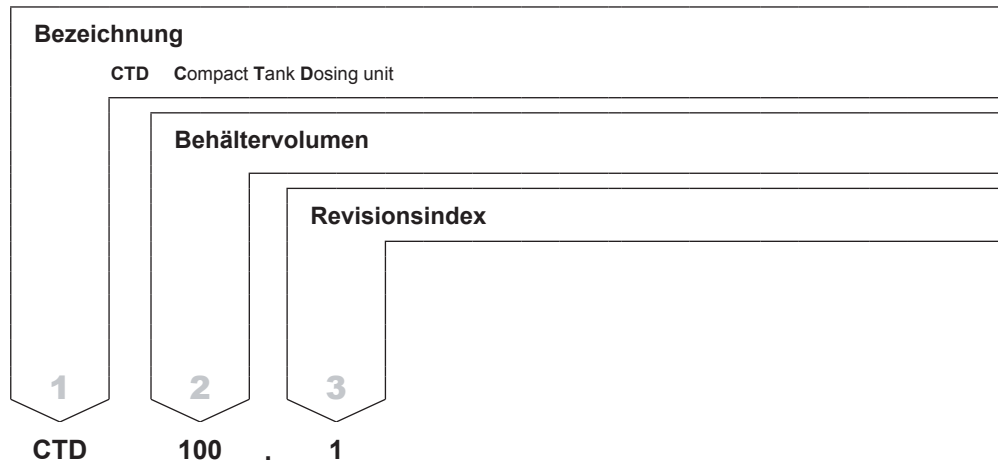 Bezeichnung
CTD Compact Tank Dosing unit
Behältervolumen
Revisionsindex
1 2 3
CTD 100 . 1